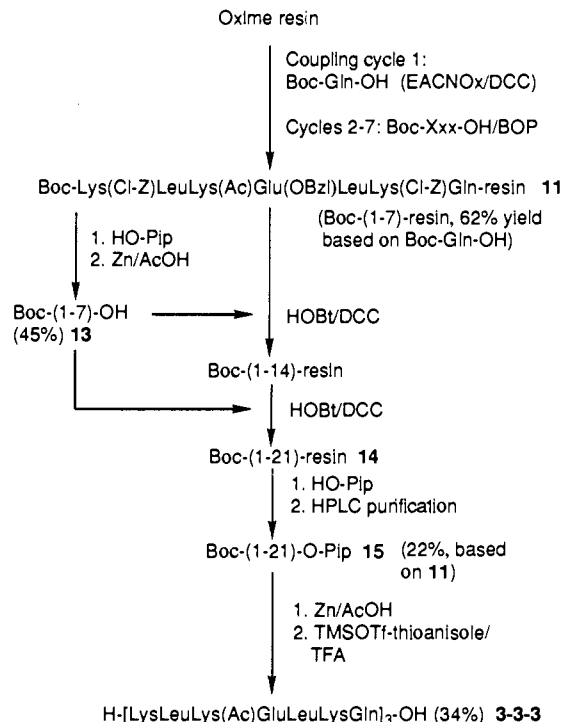 Oxime resin
Coupling cycle 1:
Boc-Gln-OH (EACNOx/DCC)
Cycles 2-7: Boc-Xxx-OH/BOP
Boc-Lys(Cl-Z)LeuLys(Ac)Glu(OBzl)LeuLys(Cl-Z)Gln-resin 11
(Boc-(1-7)-resin, 62% yield
based on Boc-Gln-OH)
1. HO-Pip
2. Zn/AcOH
Boc-(1-7)-OH
(45%) 13
HOBt/DCC
Boc-(1-14)-resin
HOBt/DCC
Boc-(1-21)-resin 14
1. HO-Pip
2. HPLC purification
Boc-(1-21)-O-Pip 15 (22%, based
on 11)
1. Zn/AcOH
2. TMSOTf-thioanisole/
TFA
H-[LysLeuLys(Ac)GluLeuLysGln]3-OH (34%) 3-3-3